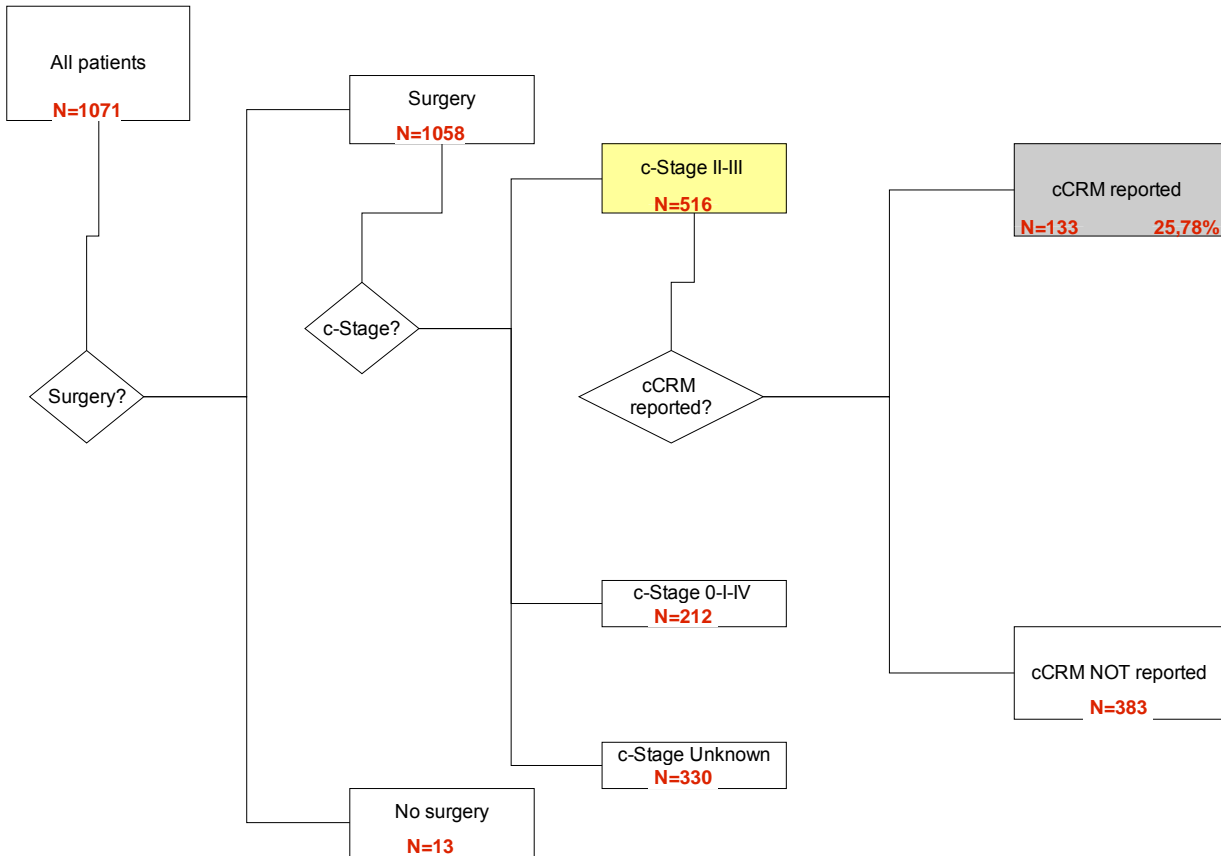 All patients
N=1071
Surgery?
Surgery
N=1058
c-Stage?
No surgery
N=13
c-Stage II-III
N=516
cCRM
reported?
c-Stage 0-I-IV
N=212
c-Stage Unknown
N=330
cCRM reported
N=133 25,78%
cCRM NOT reported
N=383